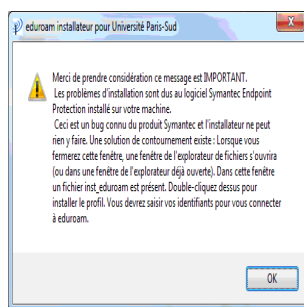 eduroam installateur pour Université Paris-Sud
Merci de prendre considération ce message est IMPORTANT.
Les problèmes d'installation sont dus au logiciel Symantec Endpoint
Protection installé sur votre machine.
Ceci est un bug connu du produit Symantec et l'installateur ne peut
rien y faire. Une solution de contournement existe : Lorsque vous
fermerez cette fenêtre, une fenêtre de l'explorateur de fichiers s'ouvrira
(ou dans une fenêtre de l'explorateur déjà ouverte). Dans cette fenêtre
un fichier inst_eduroam est présent. Double-cliquez dessus pour
installer le profil. Vous devrez saisir vos identifiants pour vous connecter
à eduroam.
OK